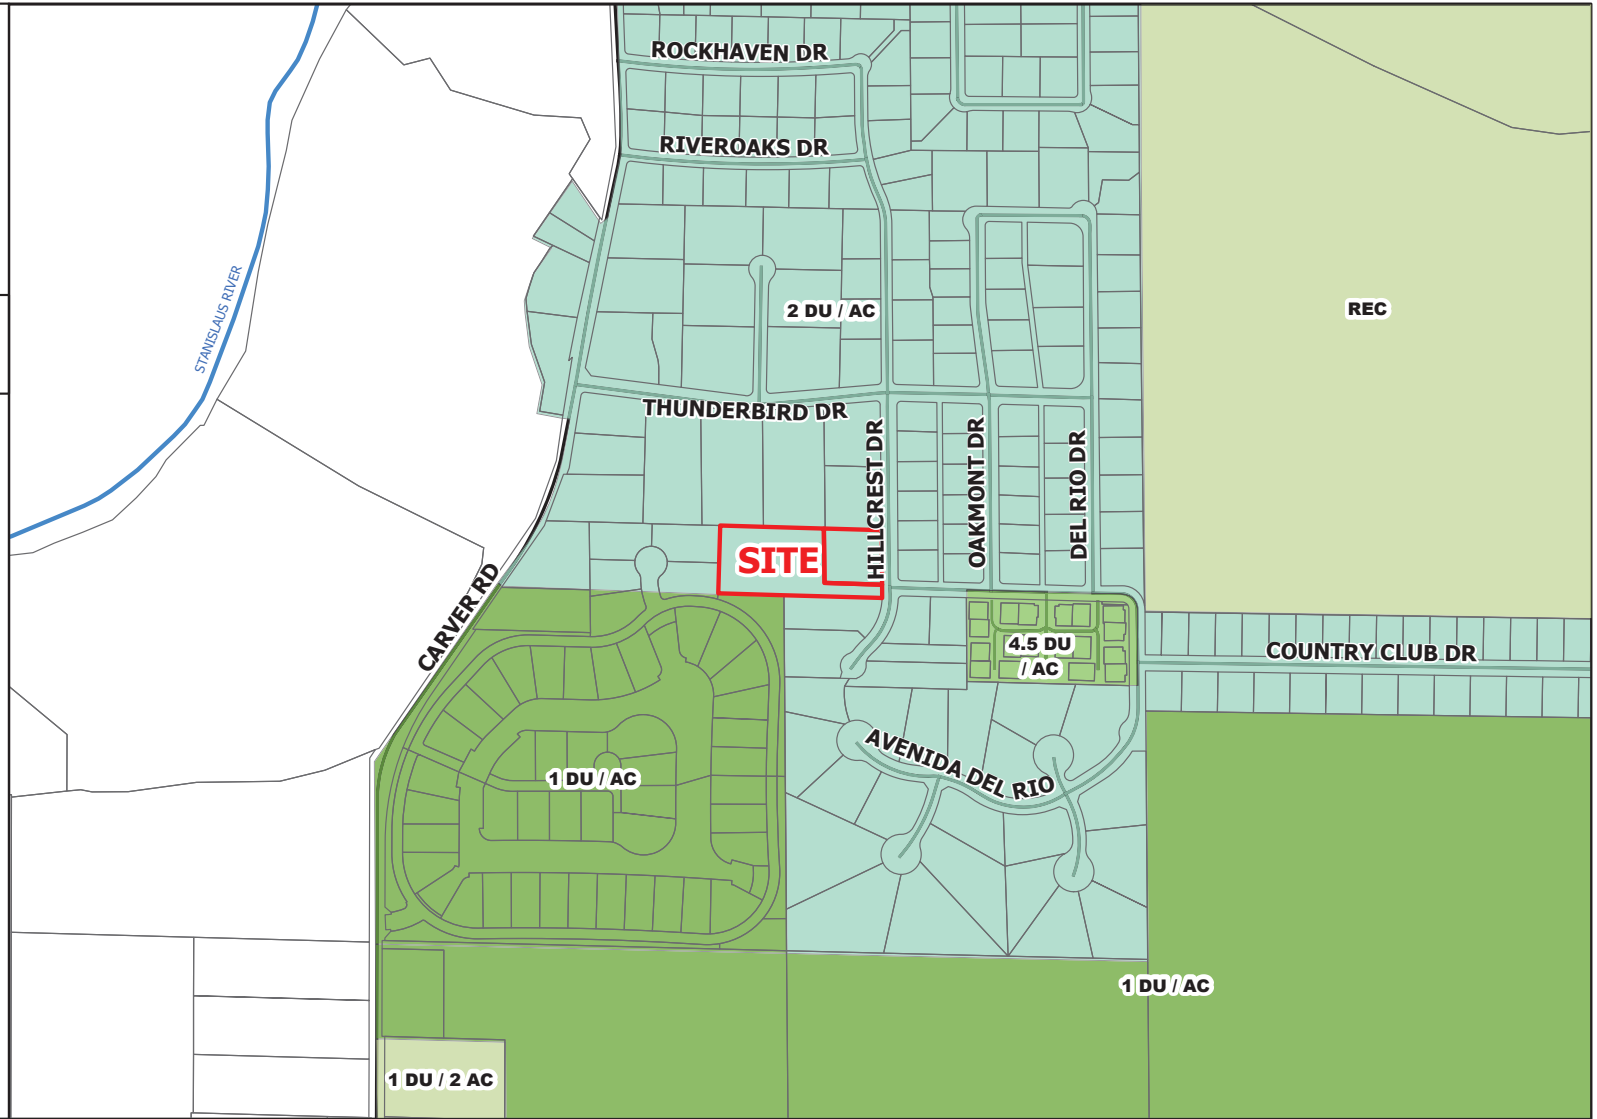 ROCKHAVEN DR
RIVEROAKS DR
STANISLAUS RIVER
2 DU / AC
REC
THUNDERBIRD DR
HILLCREST DR
OAKMONT DR
DEL RIO DR
SITE
CARVER RD
4.5 DU
/ AC
COUNTRY CLUB DR
AVENIDA DEL RIO
1 DU / AC
1 DU / AC
1 DU / 2 AC